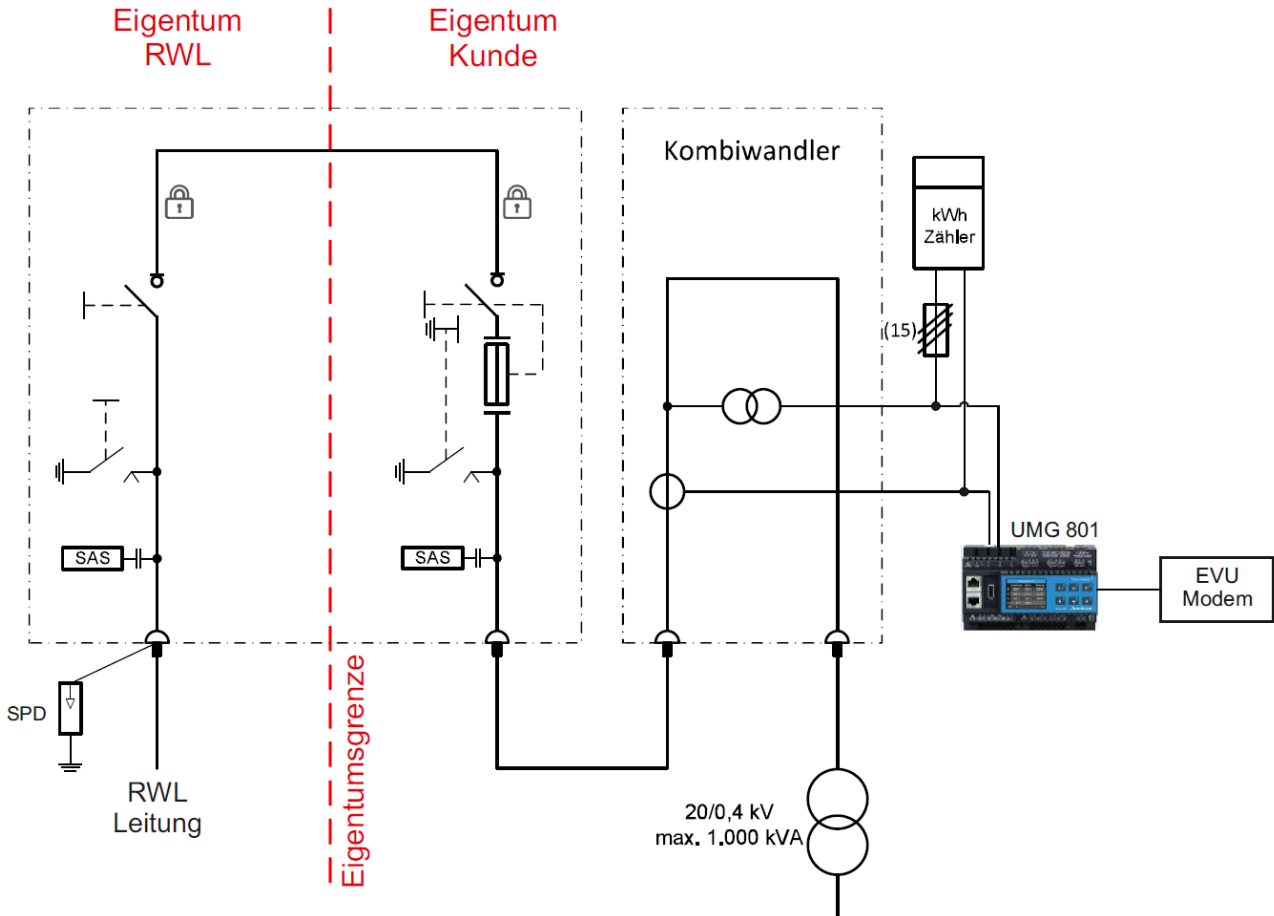 Eigentum
RWL
Eigentum
Kunde
Kombiwandler
kWh
Zähler
(15)
UMG 801
EVU
Modem
SAS
SAS
SPD
RWL
Leitung
Eigentumsgrenze
20/0,4 kV
max. 1.000 kVA